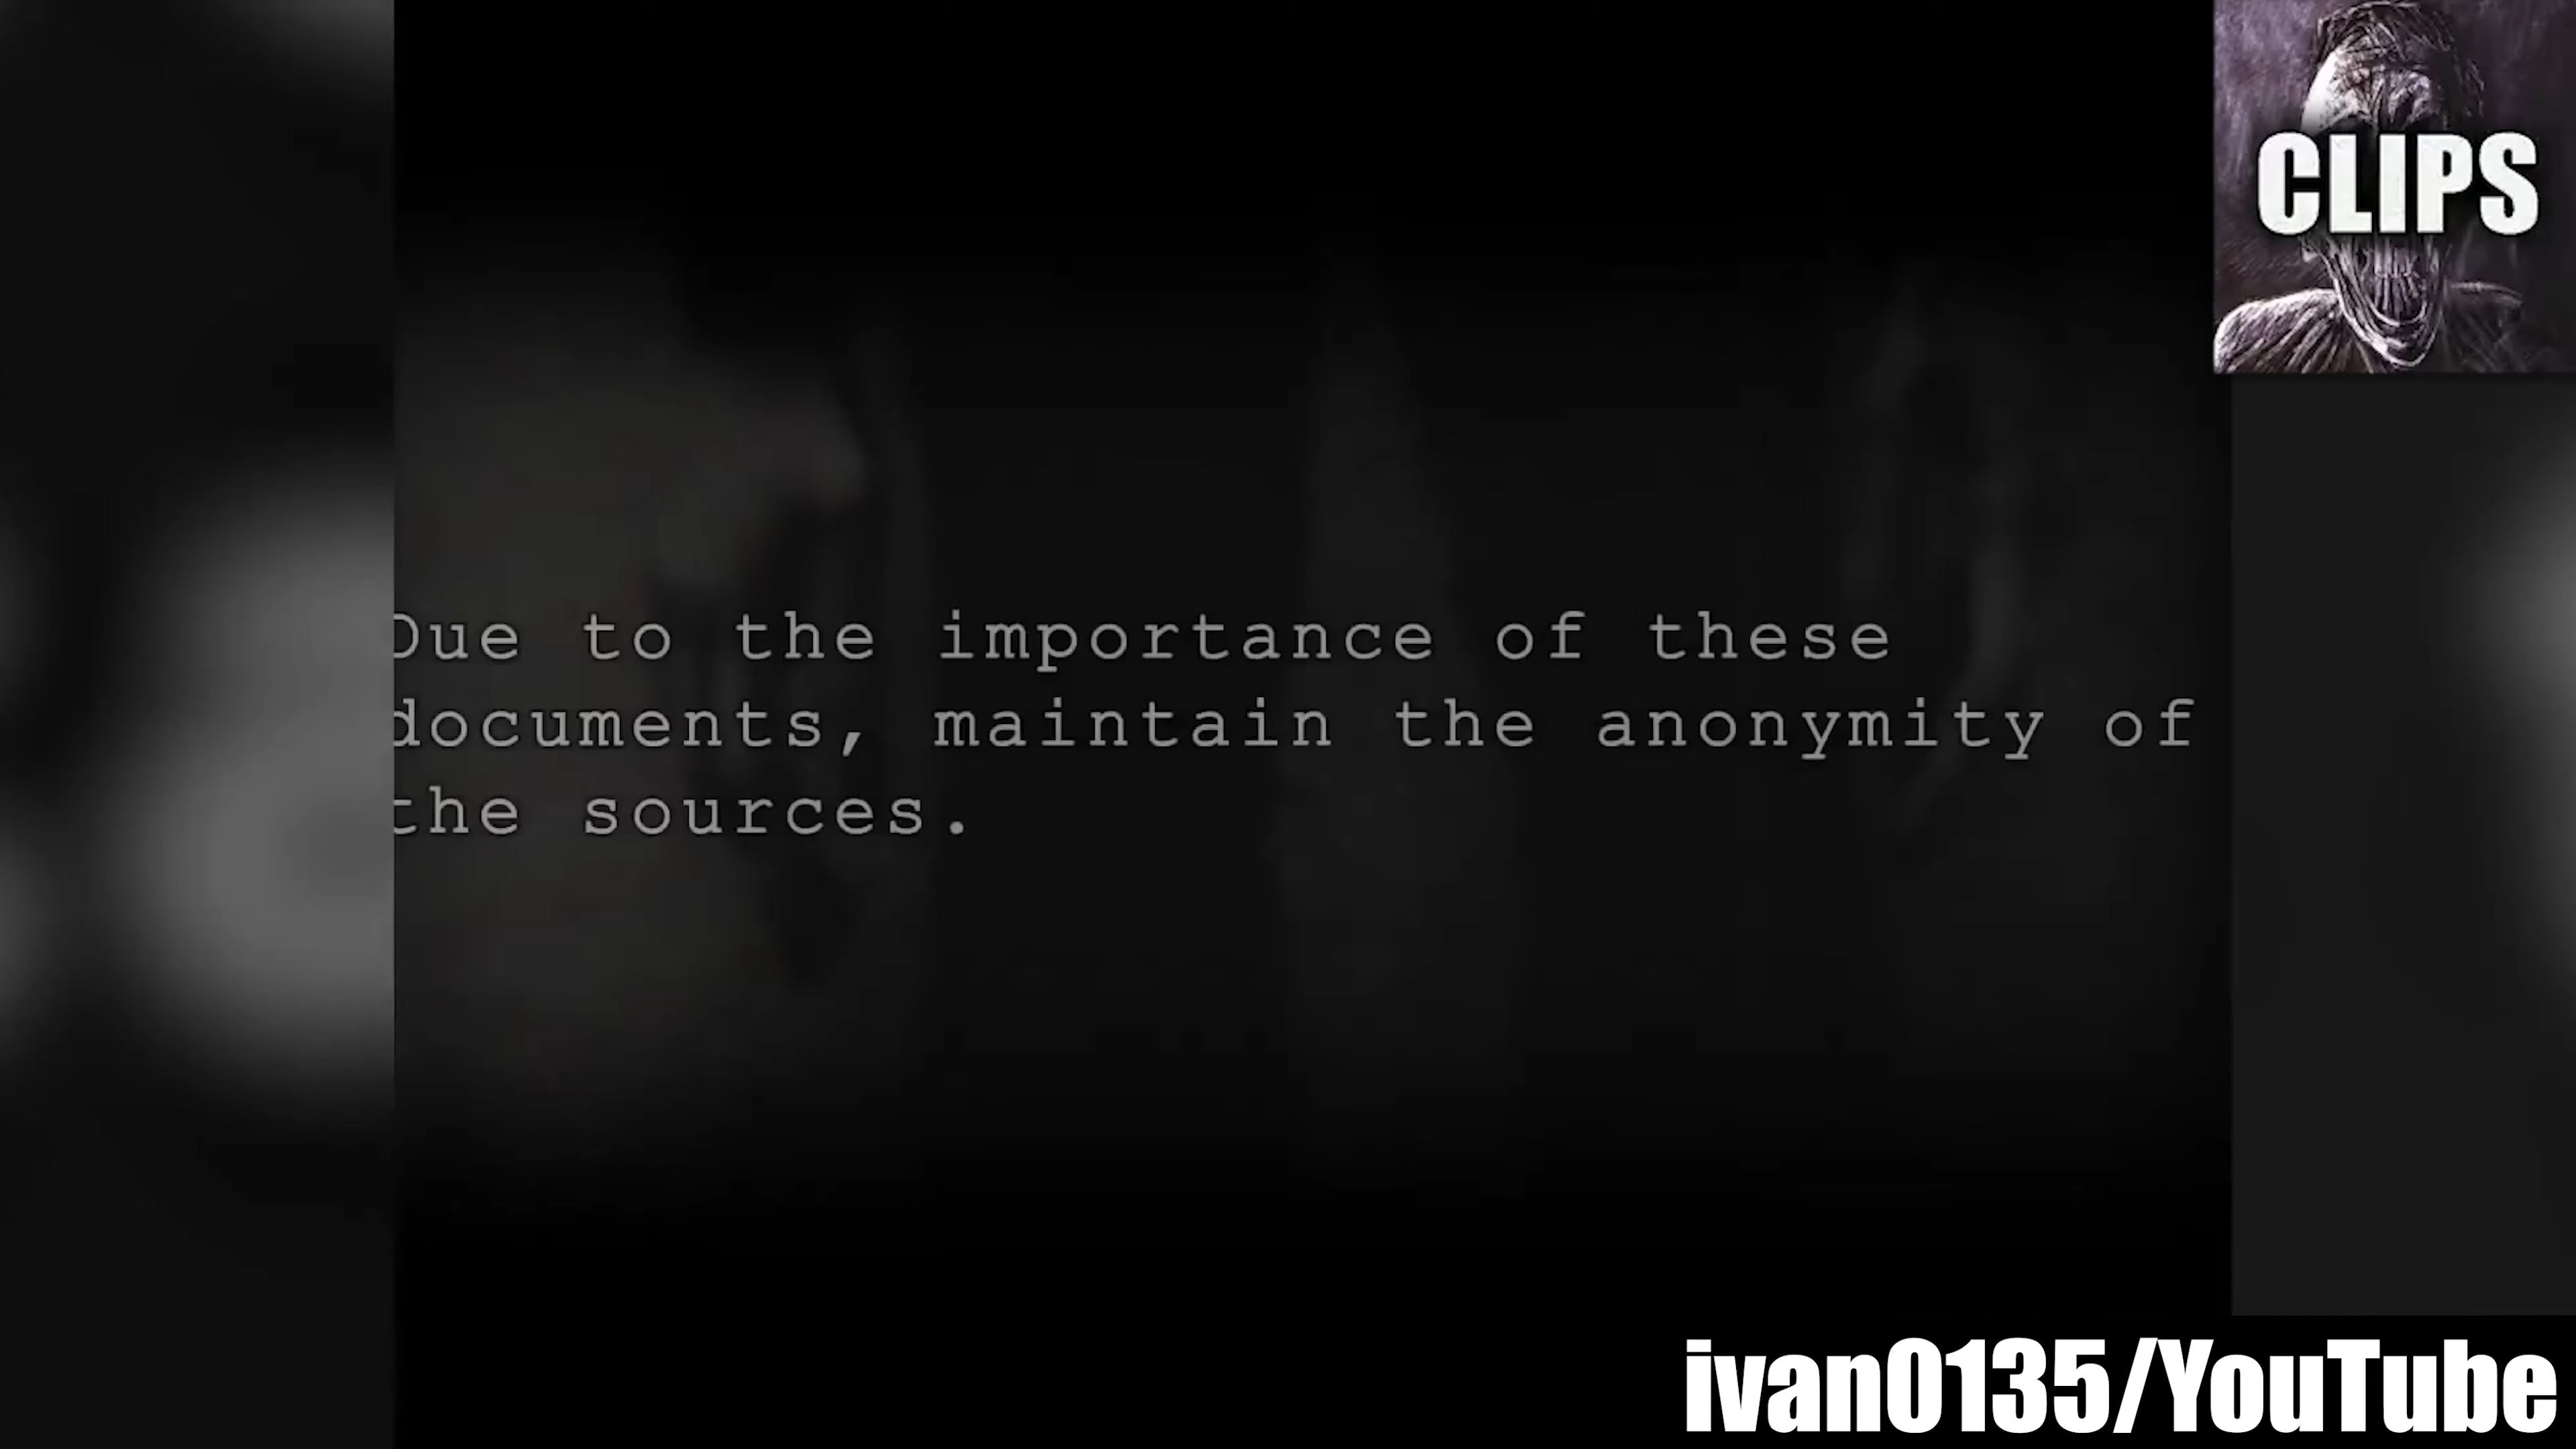 CLIPS
Due to the importance of these
documents, maintain the anonymity of
the sources.
ivan0135/YouTube